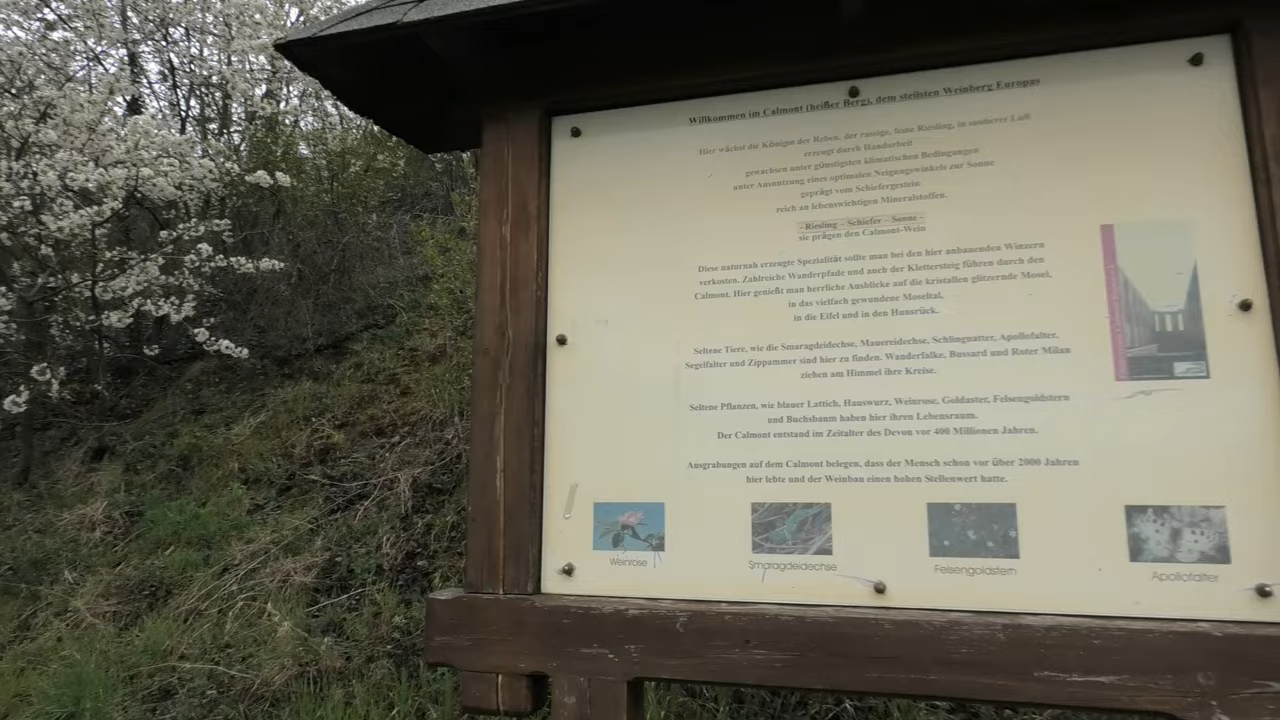 Willkommen im Calmont (heißer Berg), dem steilsten Weinberg Europas
Hier wächst die Königin der Reben, der rassige, feine Riesling, in sauberer Luft
erzeugt durch Handarbeit
gewachsen unter günstigsten klimatischen Bedingungen
unter Ausnutzung eines optimalen Neigungswinkels zur Sonne
geprägt vom Schiefergestein
reich an lebenswichtigen Mineralstoffen.
- Riesling – Schiefer – Sonne -
sie prägen den Calmont-Wein
Diese naturnah erzeugte Spezialität sollte man bei den hier anbauenden Winzern
verkosten. Zahlreiche Wanderpfade und auch der Klettersteig führen durch den
Calmont. Hier genießt man herrliche Ausblicke auf die kristallen glitzernde Mosel,
in das vielfach gewundene Moseltal,
in die Eifel und in den Hunsrück.
Seltene Tiere, wie die Smaragdeidechse, Mauereidechse, Schlingnatter, Apollofalter,
Segelfalter und Zippammer sind hier zu finden. Wanderfalke, Bussard und Roter Milan
ziehen am Himmel ihre Kreise.
Seltene Pflanzen, wie blauer Lattich, Hauswurz, Weinrose, Goldaster, Felsengoldstern
und Buchsbaum haben hier ihren Lebensraum.
Der Calmont entstand im Zeitalter des Devon vor 400 Millionen Jahren.
Ausgrabungen auf dem Calmont belegen, dass der Mensch schon vor über 2000 Jahren
hier lebte und der Weinbau einen hohen Stellenwert hatte.
Weinrose
Smaragdeidechse
Felsengoldstern
Apollofalter